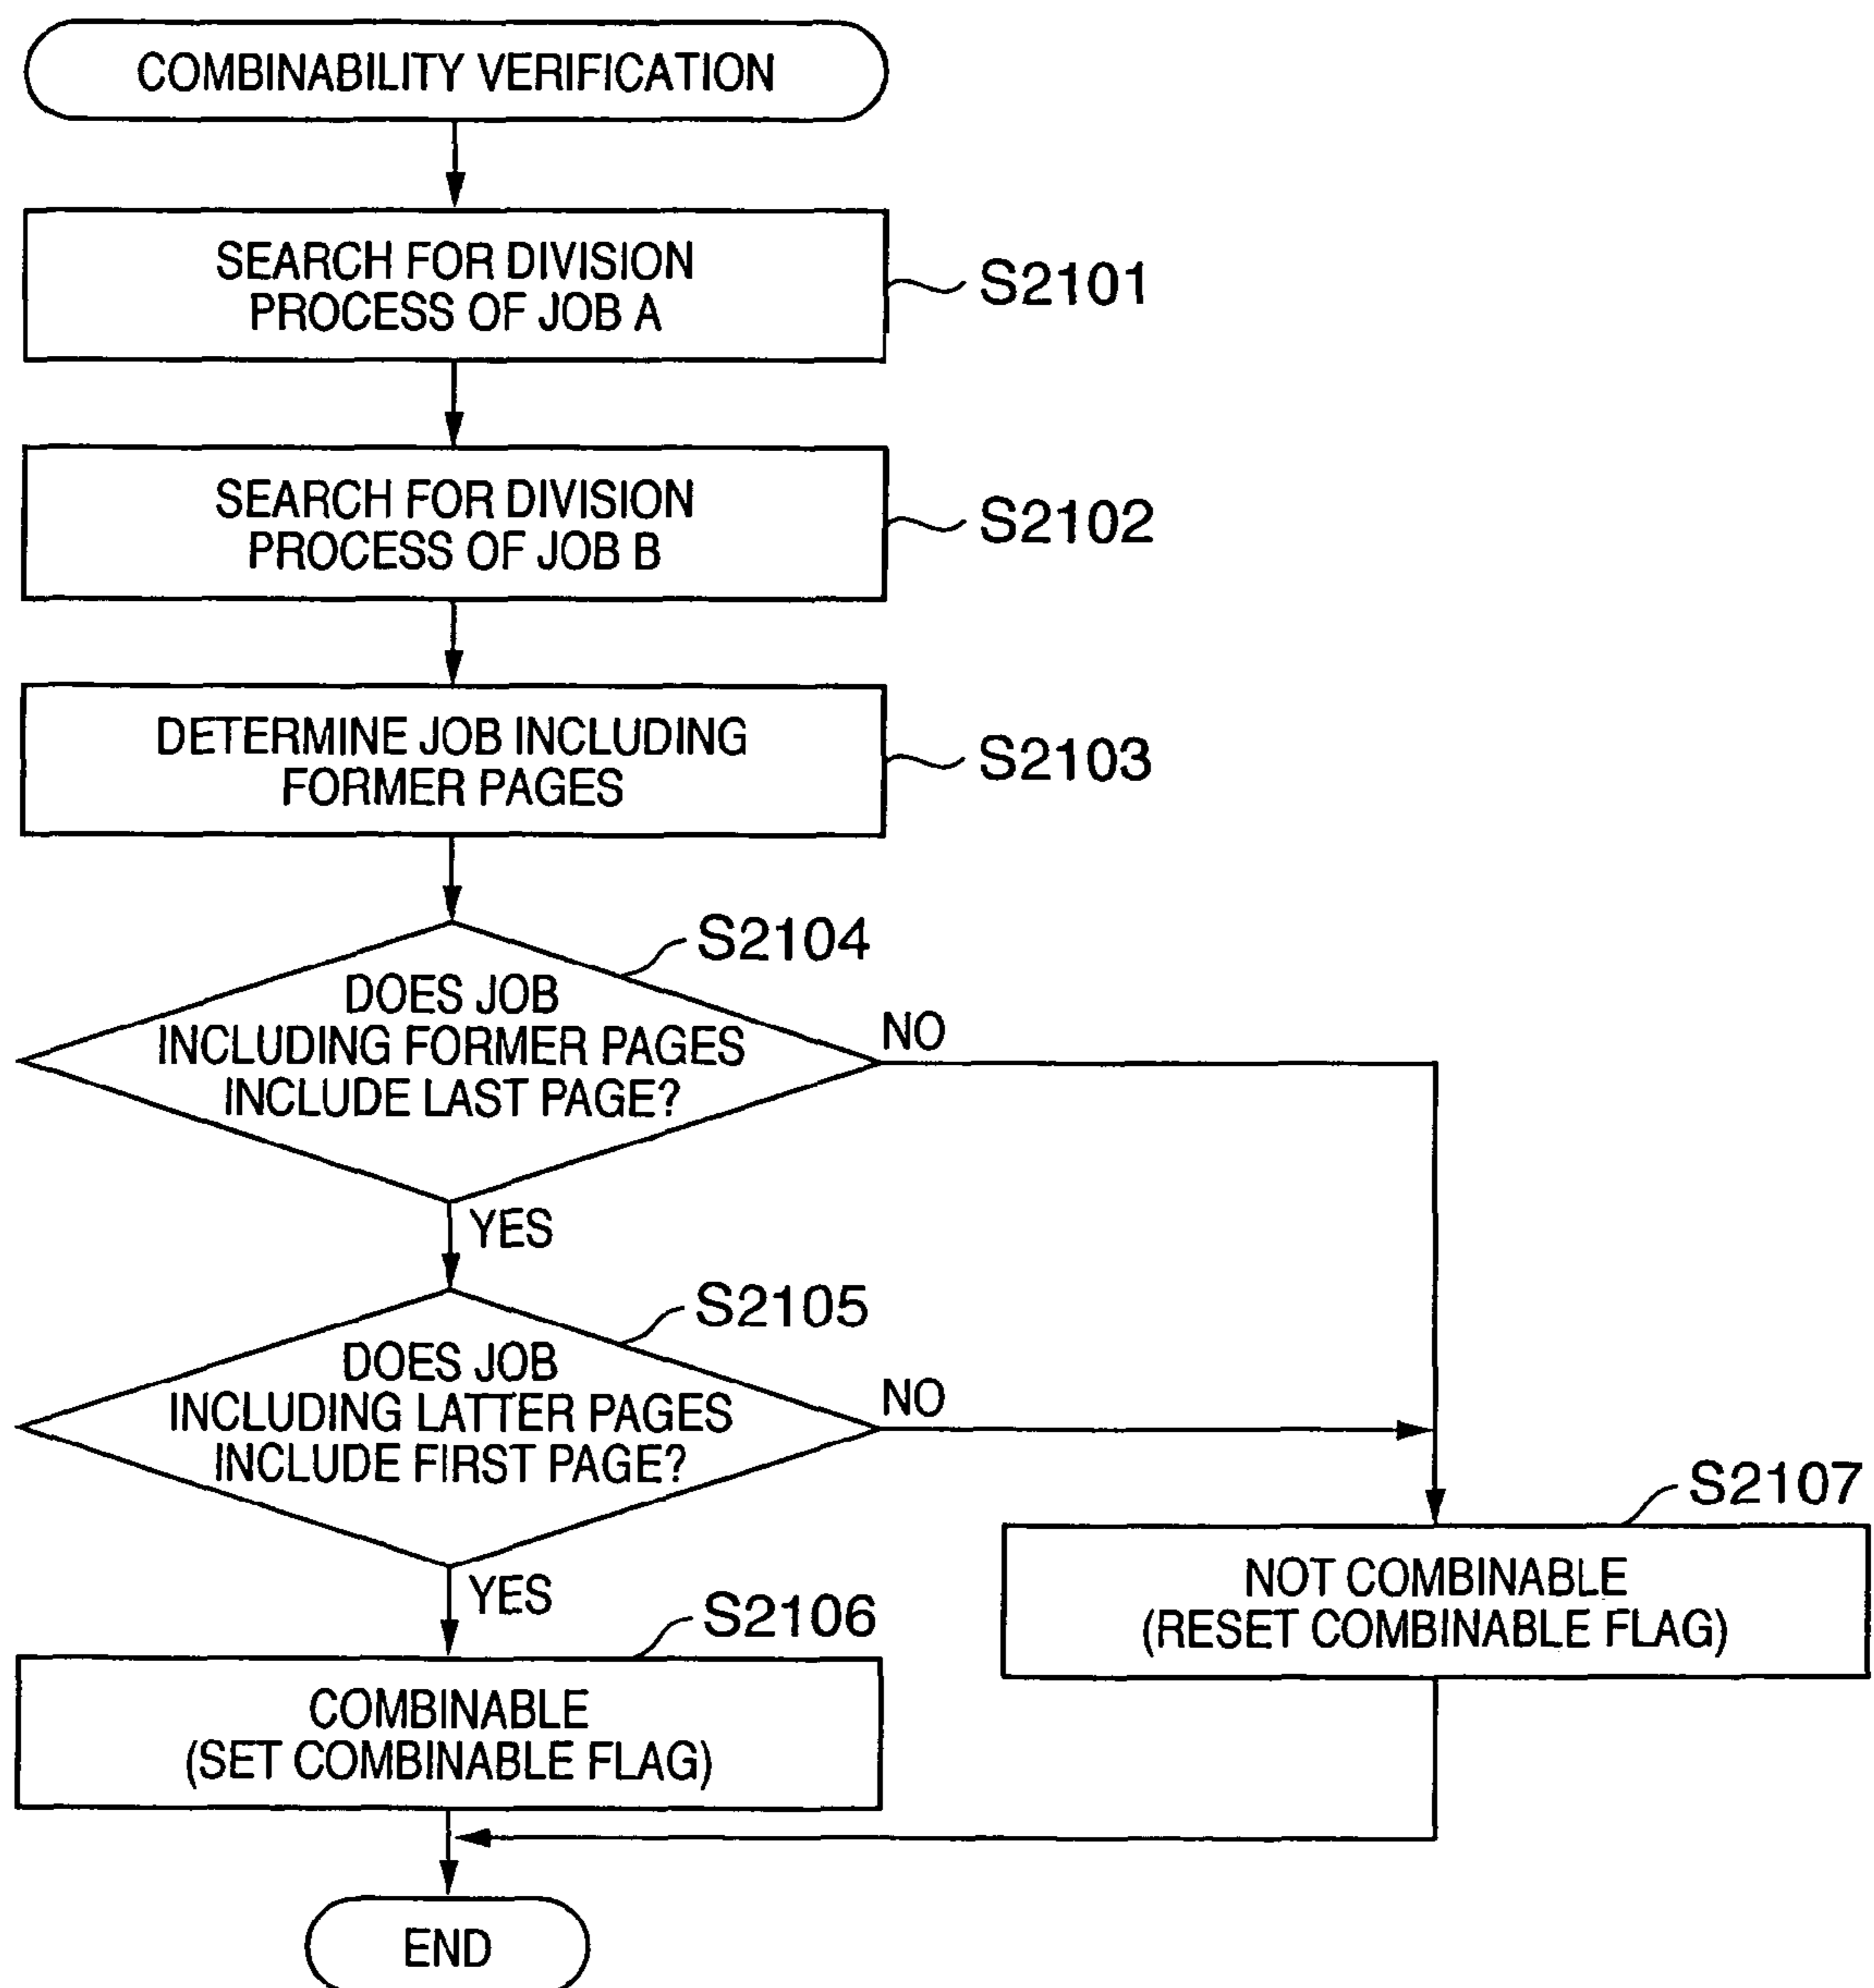 COMBINABILITY VERIFICATION
SEARCH FOR DIVISION
PROCESS OF JOB A
S2101
SEARCH FOR DIVISION
PROCESS OF JOB B
S2102
DETERMINE JOB INCLUDING
FORMER PAGES
S2103
S2104
DOES JOB
INCLUDING FORMER PAGES
INCLUDE LAST PAGE?
NO
YES
S2105
DOES JOB
INCLUDING LATTER PAGES
INCLUDE FIRST PAGE?
NO
YES
S2107
NOT COMBINABLE
(RESET COMBINABLE FLAG)
S2106
COMBINABLE
(SET COMBINABLE FLAG)
END